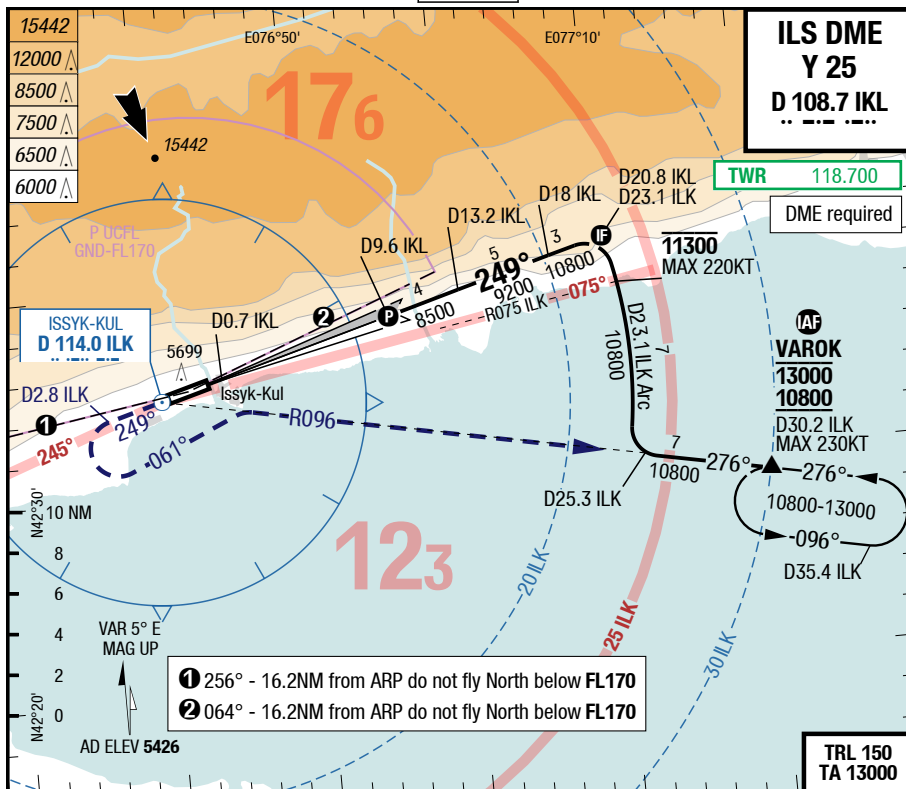 15442
12000
8500
7500
6500
6000
E076°50'
E077°10'
ILS DME
Y 25
D 108.7 IKL
TWR 118.700
DME required
176
15442
P UCFL
GND-FL170
D20.8 IKL
D23.1 ILK
D18 IKL
D13.2 IKL
D9.6 IKL
IF
11300
MAX 220KT
3
5
4
249°
10800
9200
8500
P
R075 ILK
075°
2
ISSYK-KUL
D 114.0 ILK
D0.7 IKL
5699
Issyk-Kul
D2.8 ILK
D23.1 ILK Arc
10800
7
IAF
VAROK
13000
10800
D30.2 ILK
MAX 230KT
1
249°
245°
061°
R096
7
10800
276°
276°
10800-13000
096°
D25.3 ILK
D35.4 ILK
N42°30'
10 NM
8
6
4
2
0
N42°20'
123
20 ILK
25 ILK
30 ILK
VAR 5° E
MAG UP
AD ELEV 5426
1 256° - 16.2NM from ARP do not fly North below FL170
2 064° - 16.2NM from ARP do not fly North below FL170
TRL 150
TA 13000